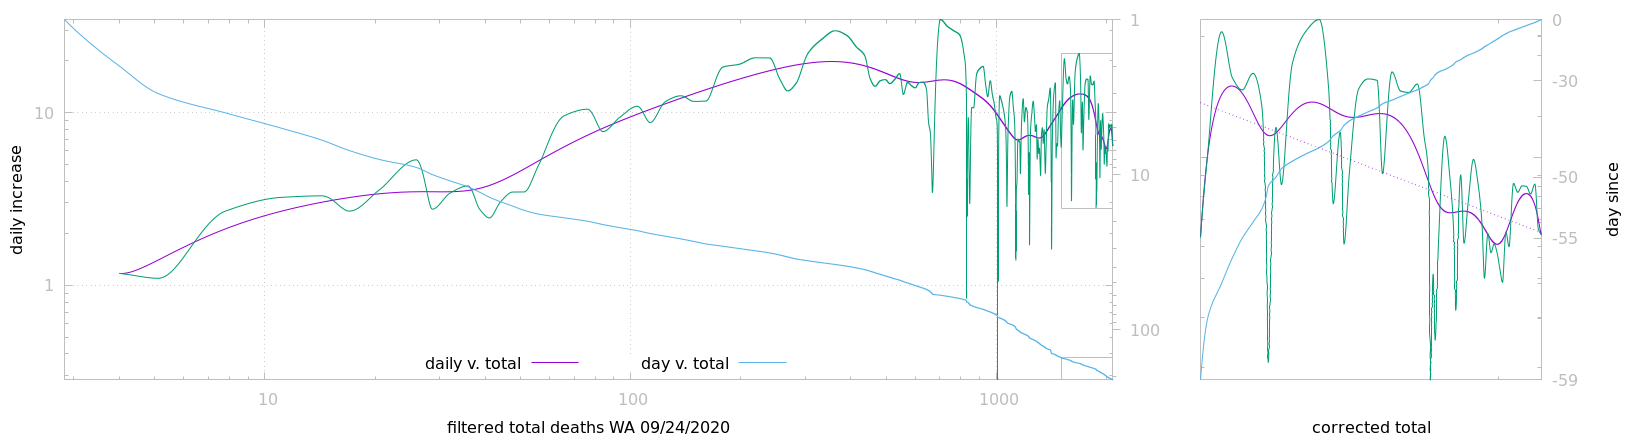 daily increase
10
1
10
100
1000
1
10
100
daily v. total
day v. total
filtered total deaths WA 09/24/2020
0
-30
-50
-55
-59
day since
corrected total